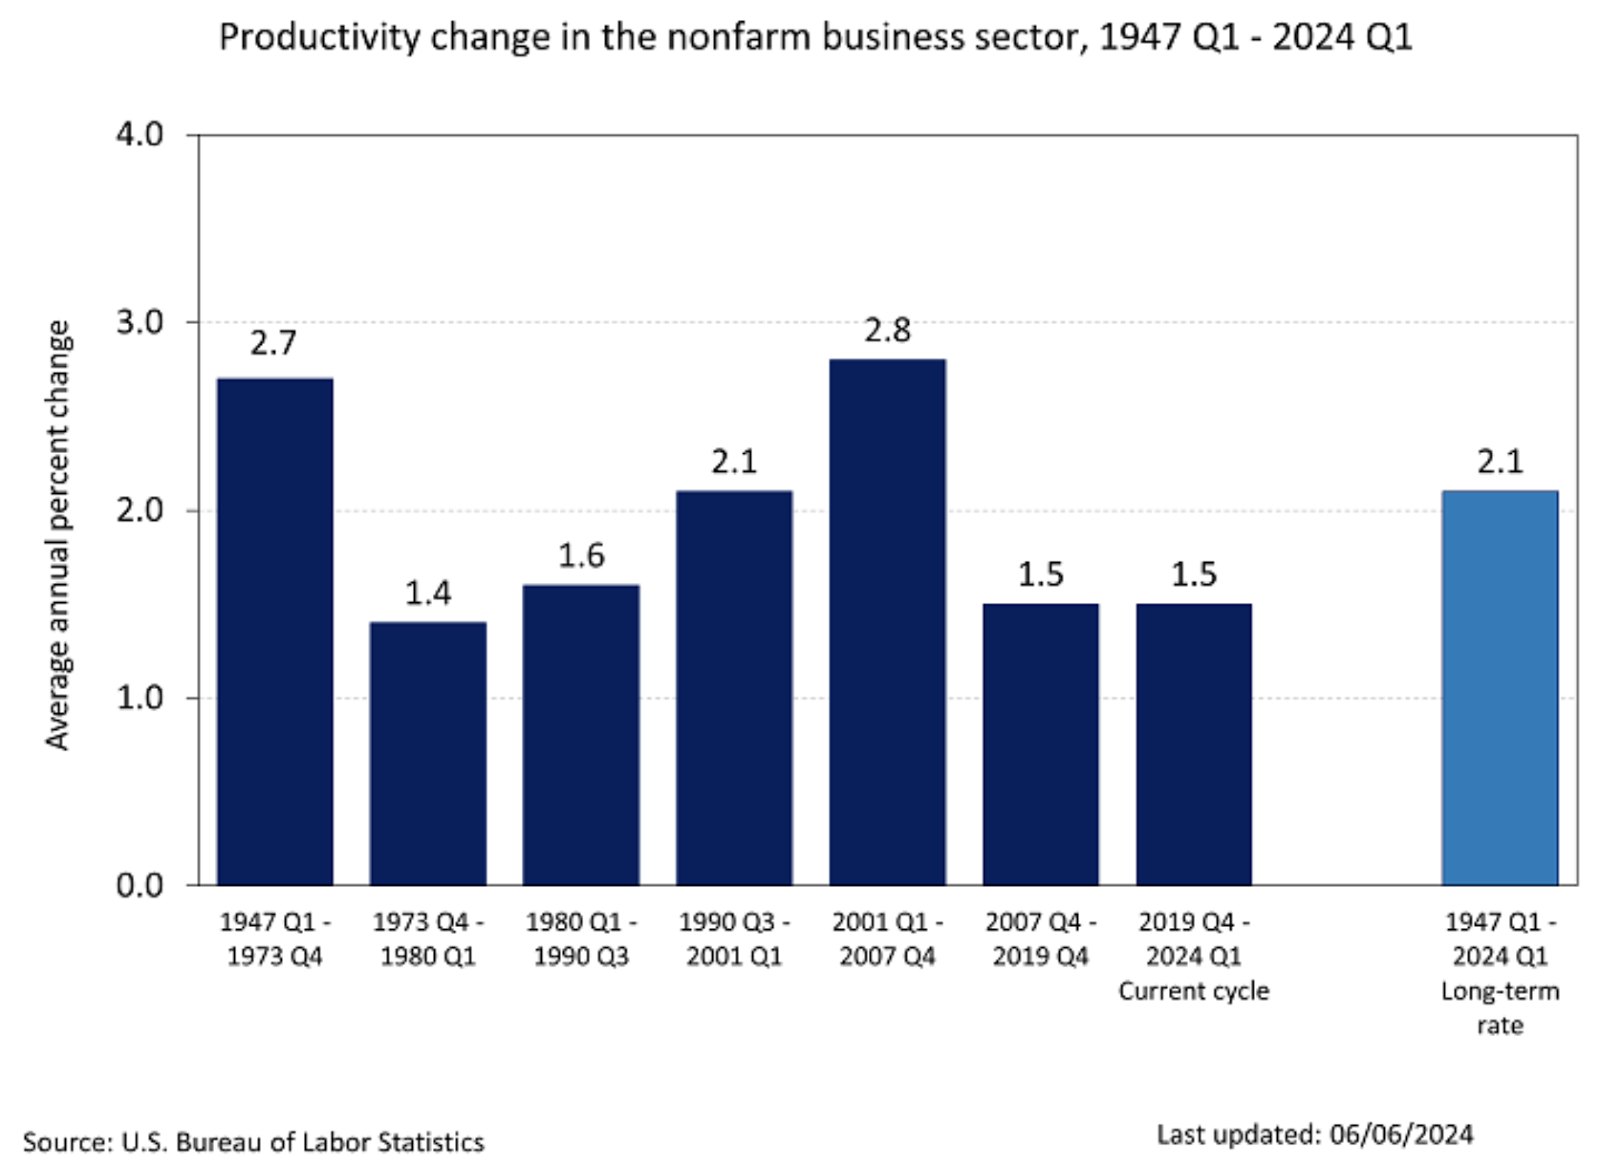 Productivity change in the nonfarm business sector, 1947 Q1 - 2024 Q1
Average annual percent change
4.0
3.0
2.0
1.0
0.0
2.7
1.4
1.6
2.1
2.8
1.5
1.5
2.1
1947 Q1 -
1973 Q4
1973 Q4 -
1980 Q1
1980 Q1 -
1990 Q3
1990 Q3 -
2001 Q1
2001 Q1 -
2007 Q4
2007 Q4 -
2019 Q4
2019 Q4 -
2024 Q1
Current cycle
1947 Q1 -
2024 Q1
Long-term
rate
Source: U.S. Bureau of Labor Statistics
Last updated: 06/06/2024